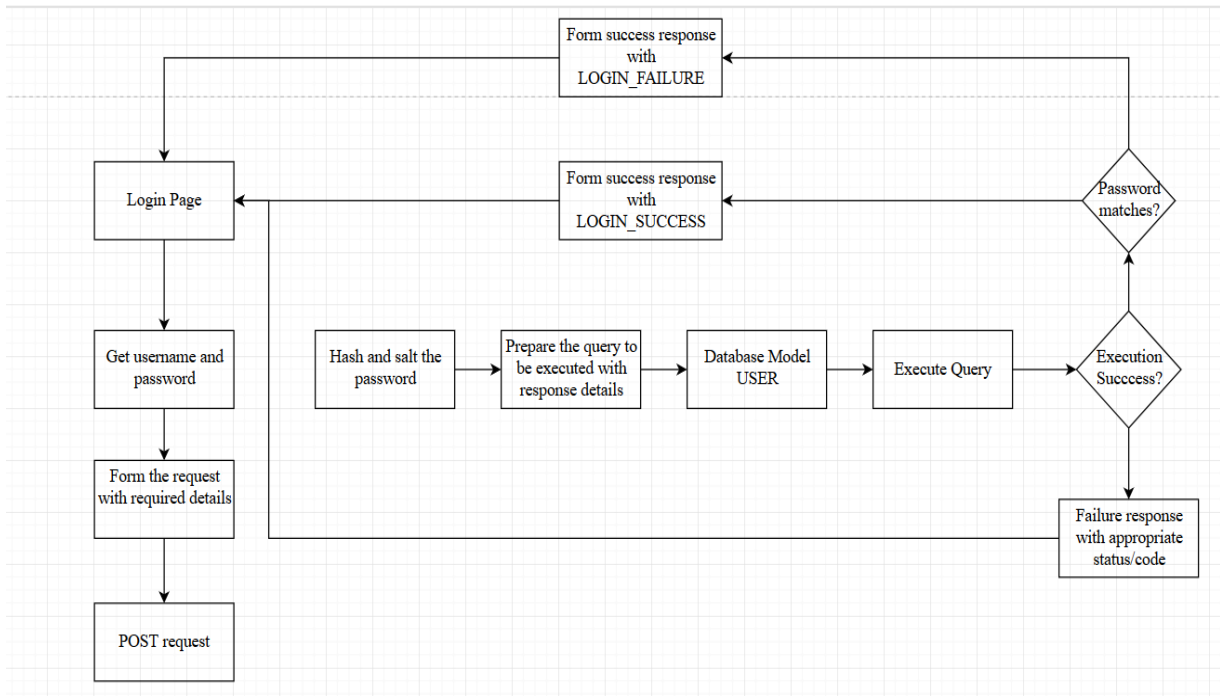 Form success response
with
LOGIN_FAILURE
Login Page
Form success response
with
LOGIN_SUCCESS
Password
matches?
Get username and
password
Hash and salt the
password
Prepare the query to
be executed with
response details
Database Model
USER
Execute Query
Execution
Succcess?
Form the request
with required details
Failure response
with appropriate
status/code
POST request